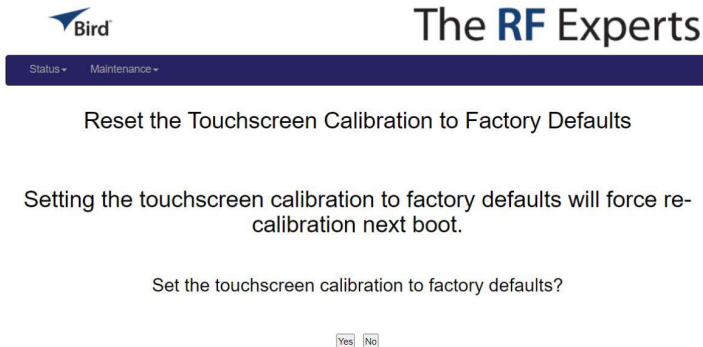 Bird
The RF Experts
Status
Maintenance
Reset the Touchscreen Calibration to Factory Defaults
Setting the touchscreen calibration to factory defaults will force re-
calibration next boot.
Set the touchscreen calibration to factory defaults?
Yes No